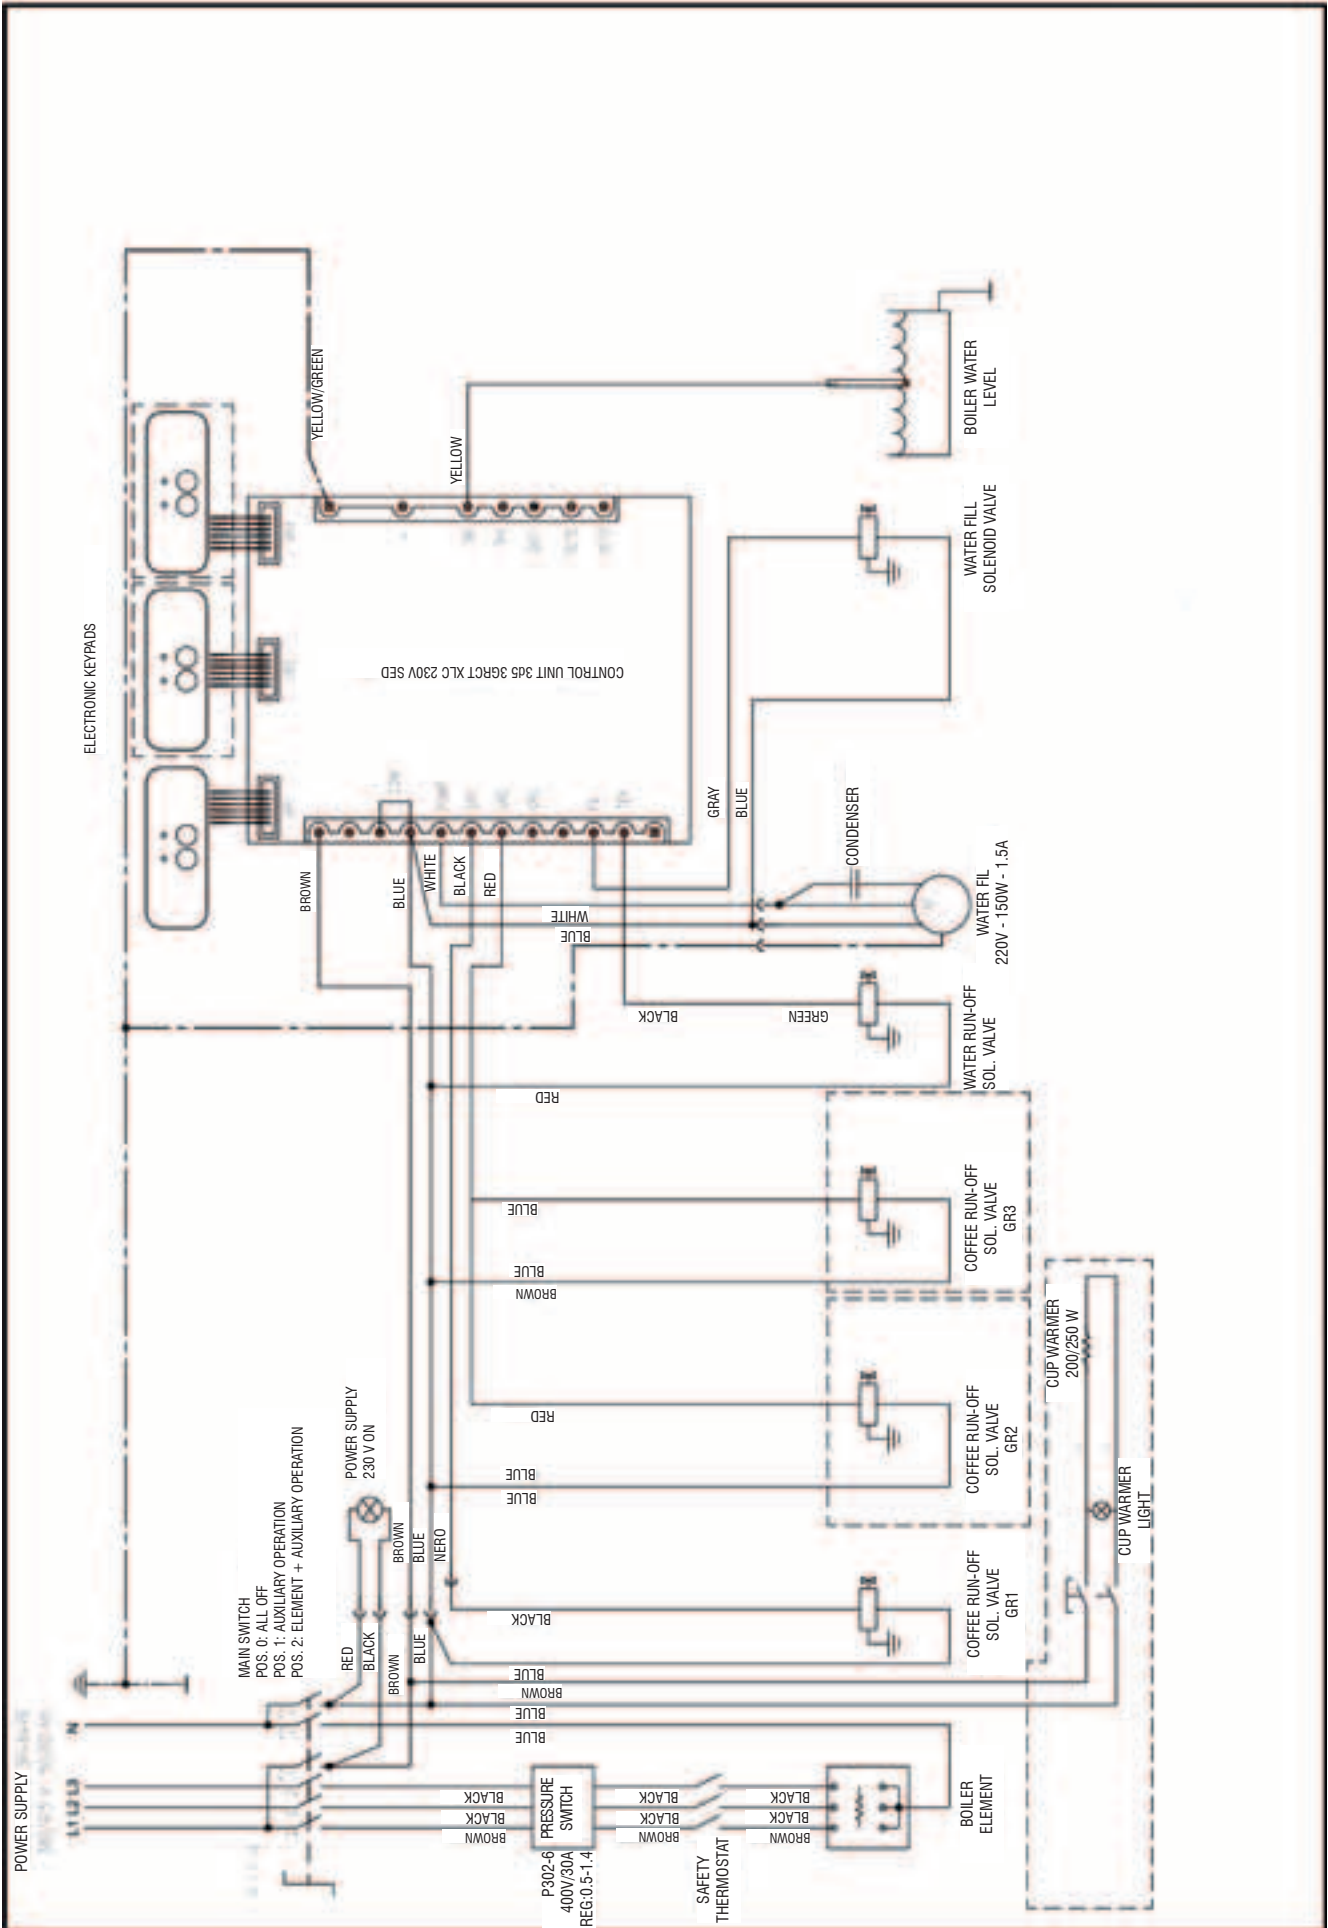 POWER SUPPLY
L1 L2 L3
N
MAIN SWITCH
POS. 0: ALL OFF
POS. 1: AUXILIARY OPERATION
POS. 2: ELEMENT + AUXILIARY OPERATION
POWER SUPPLY
230 V ON
RED
BLACK
BROWN
BLUE
BROWN
BLUE
NERO
ELECTRONIC KEYPADS
YELLOW/GREEN
YELLOW
CONTROL UNIT 3d5 3GRCT XLC 230V SED
BROWN
BLUE
WHITE
BLACK
RED
WHITE
BLUE
GRAY
BLUE
CONDENSER
BLACK
GREEN
RED
BLUE
BLUE
BROWN
RED
BLUE
BLUE
BLACK
BLUE
BROWN
BLUE
BLUE
BLACK
BLACK
BROWN
P302-6
400V/30A
REG:0.5-1.4
PRESSURE
SWITCH
BLACK
BLACK
BROWN
SAFETY
THERMOSTAT
BLACK
BLACK
BROWN
BOILER
ELEMENT
COFFEE RUN-OFF
SOL. VALVE
GR1
COFFEE RUN-OFF
SOL. VALVE
GR2
COFFEE RUN-OFF
SOL. VALVE
GR3
WATER RUN-OFF
SOL. VALVE
WATER FIL
220V - 150W - 1.5A
WATER FILL
SOLENOID VALVE
BOILER WATER
LEVEL
CUP WARMER
200/250 W
CUP WARMER
LIGHT